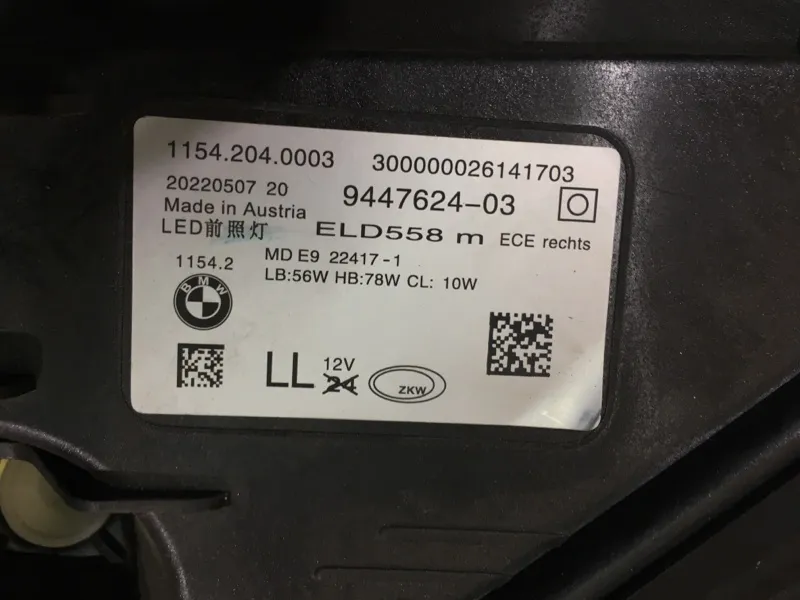 1154.204.0003 300000026141703
20220507 20 9447624-03
Made in Austria
LED前照灯 ELD558 m ECE rechts
1154.2 MD E9 22417-1
LB:56W HB:78W CL: 10W
BMW
LL 12V
24
ZKW